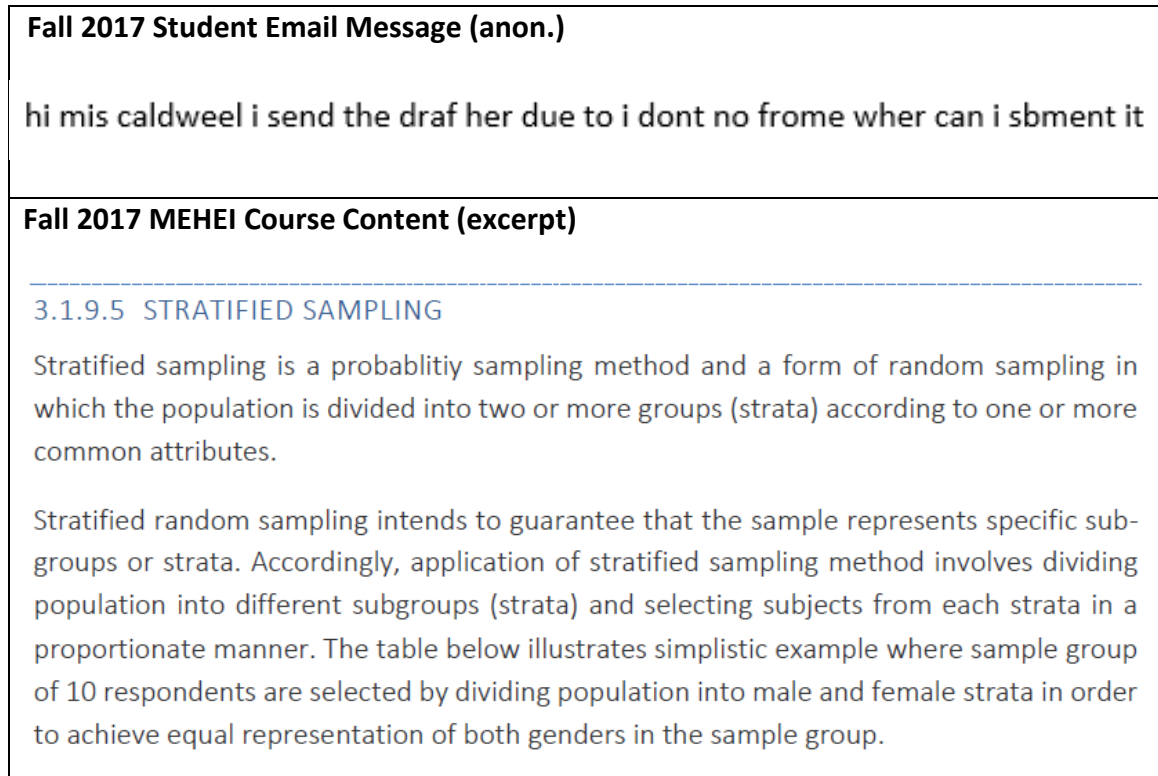 Fall 2017 Student Email Message (anon.)
hi mis caldweel i send the draf her due to i dont no frome wher can i sbment it
Fall 2017 MEHEI Course Content (excerpt)
3.1.9.5 STRATIFIED SAMPLING
Stratified sampling is a probablitiy sampling method and a form of random sampling in
which the population is divided into two or more groups (strata) according to one or more
common attributes.
Stratified random sampling intends to guarantee that the sample represents specific sub-
groups or strata. Accordingly, application of stratified sampling method involves dividing
population into different subgroups (strata) and selecting subjects from each strata in a
proportionate manner. The table below illustrates simplistic example where sample group
of 10 respondents are selected by dividing population into male and female strata in order
to achieve equal representation of both genders in the sample group.